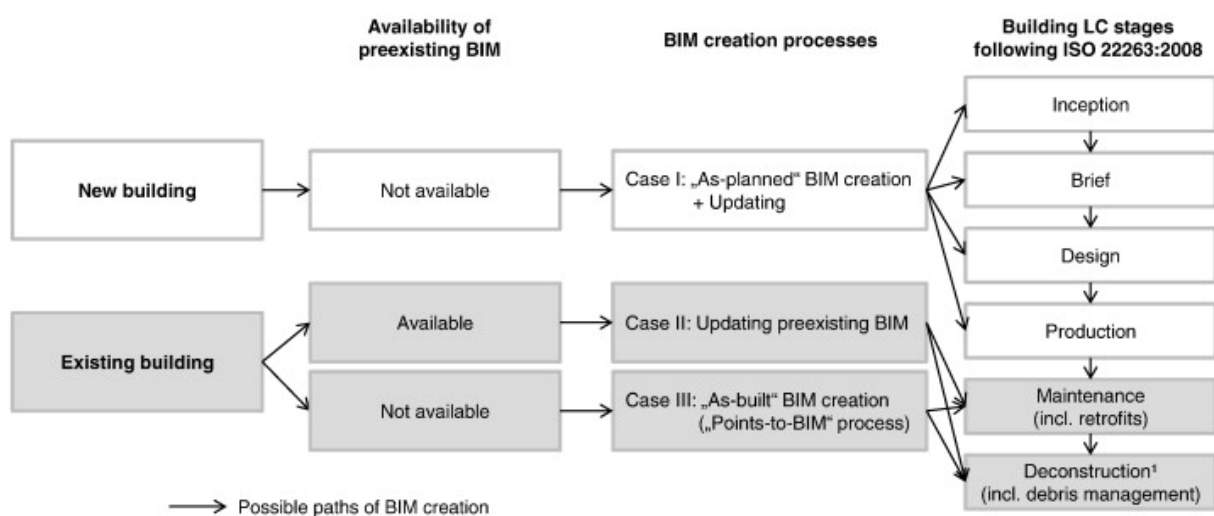 Availability of
preexisting BIM
BIM creation processes
Building LC stages
following ISO 22263:2008
Inception
New building
Not available
Case I: „As-planned“ BIM creation
+ Updating
Brief
Design
Existing building
Available
Case II: Updating preexisting BIM
Production
Not available
Case III: „As-built“ BIM creation
(„Points-to-BIM“ process)
Maintenance
(incl. retrofits)
Deconstruction¹
(incl. debris management)
Possible paths of BIM creation